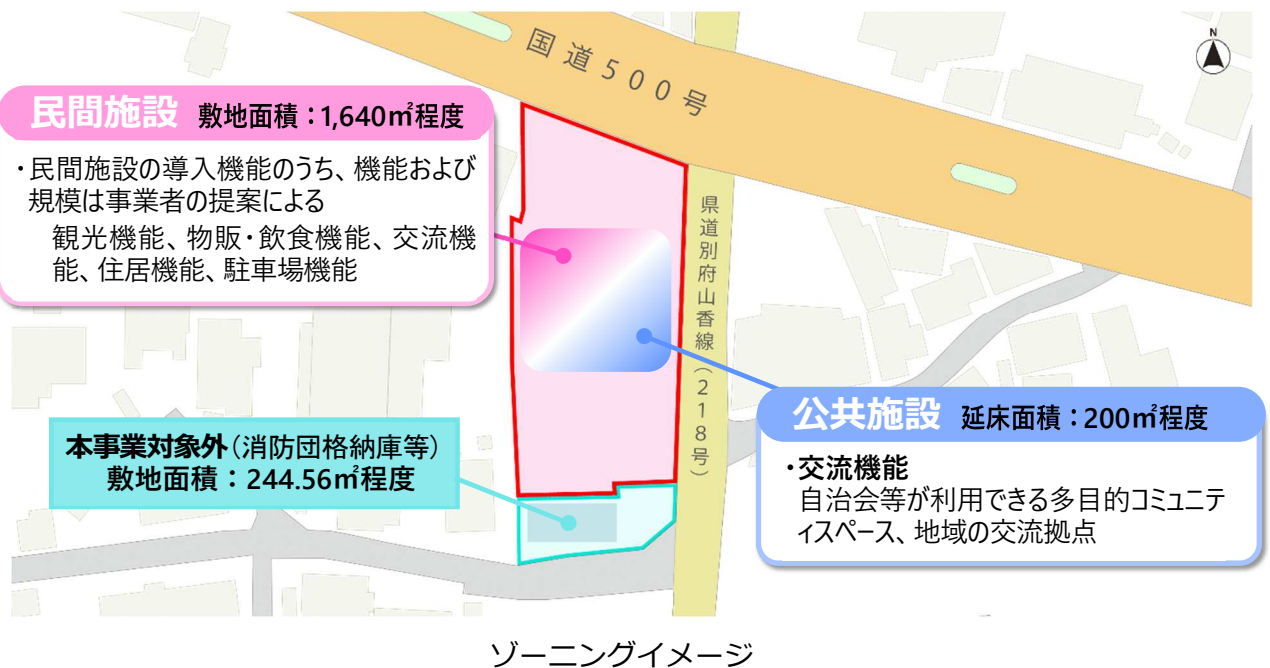 国道500号
N
民間施設 敷地面積：1,640㎡程度
・民間施設の導入機能のうち、機能および
規模は事業者の提案による
観光機能、物販・飲食機能、交流機
能、住居機能、駐車場機能
県道別府山香線（218号）
公共施設 延床面積：200㎡程度
・交流機能
自治会等が利用できる多目的コミュニテ
ィスペース、地域の交流拠点
本事業対象外（消防団格納庫等）
敷地面積：244.56㎡程度
ゾーニングイメージ